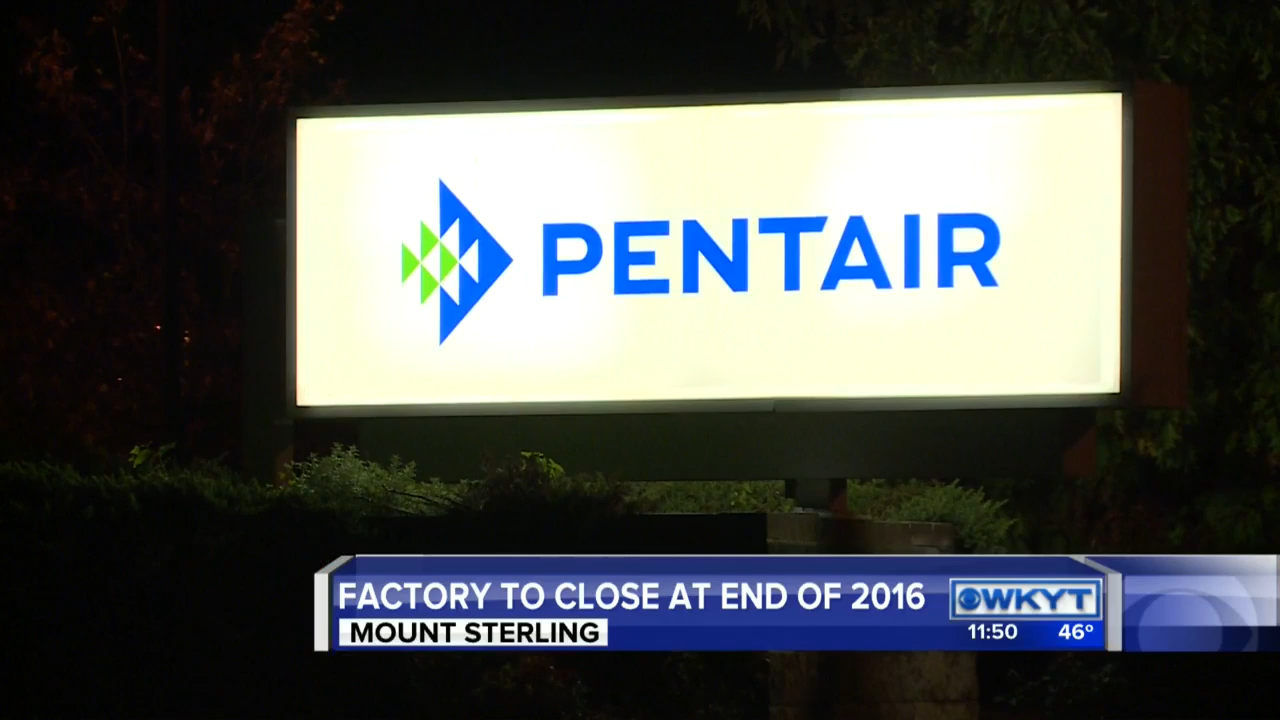 PENTAIR
FACTORY TO CLOSE AT END OF 2016
WKYT
MOUNT STERLING
11:50 46°